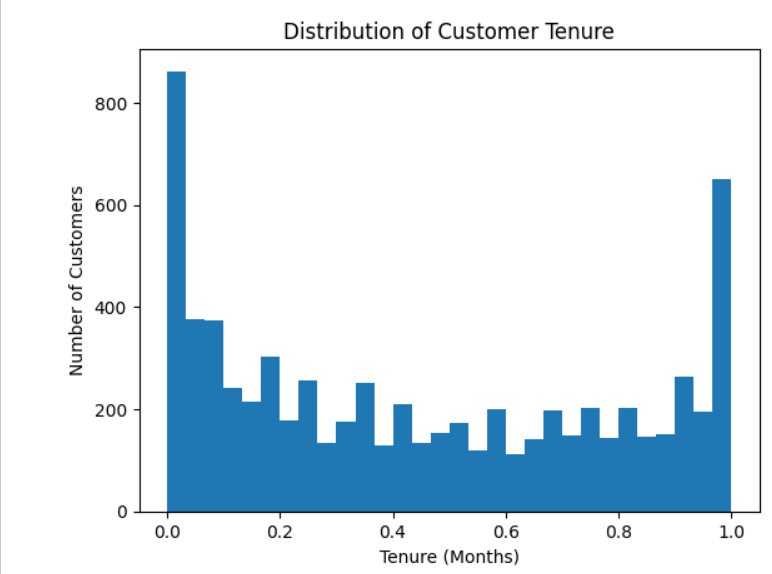 Distribution of Customer Tenure
800
600
400
200
0
Number of Customers
0.0 0.2 0.4 0.6 0.8 1.0
Tenure (Months)